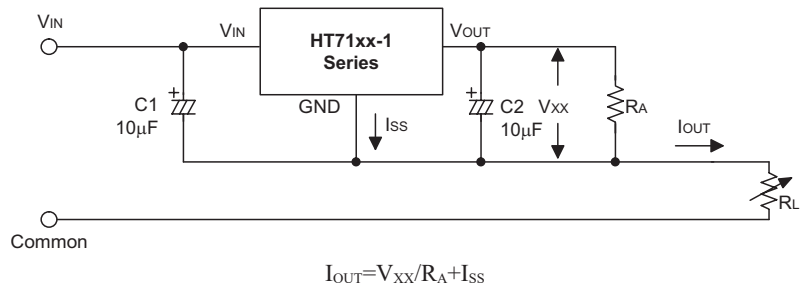 VIN
VIN
HT71xx-1
Series
VOUT
GND
ISS
C1
10μF
C2
10μF
VXX
RA
IOUT
RL
Common
IOUT=VXX/RA+ISS